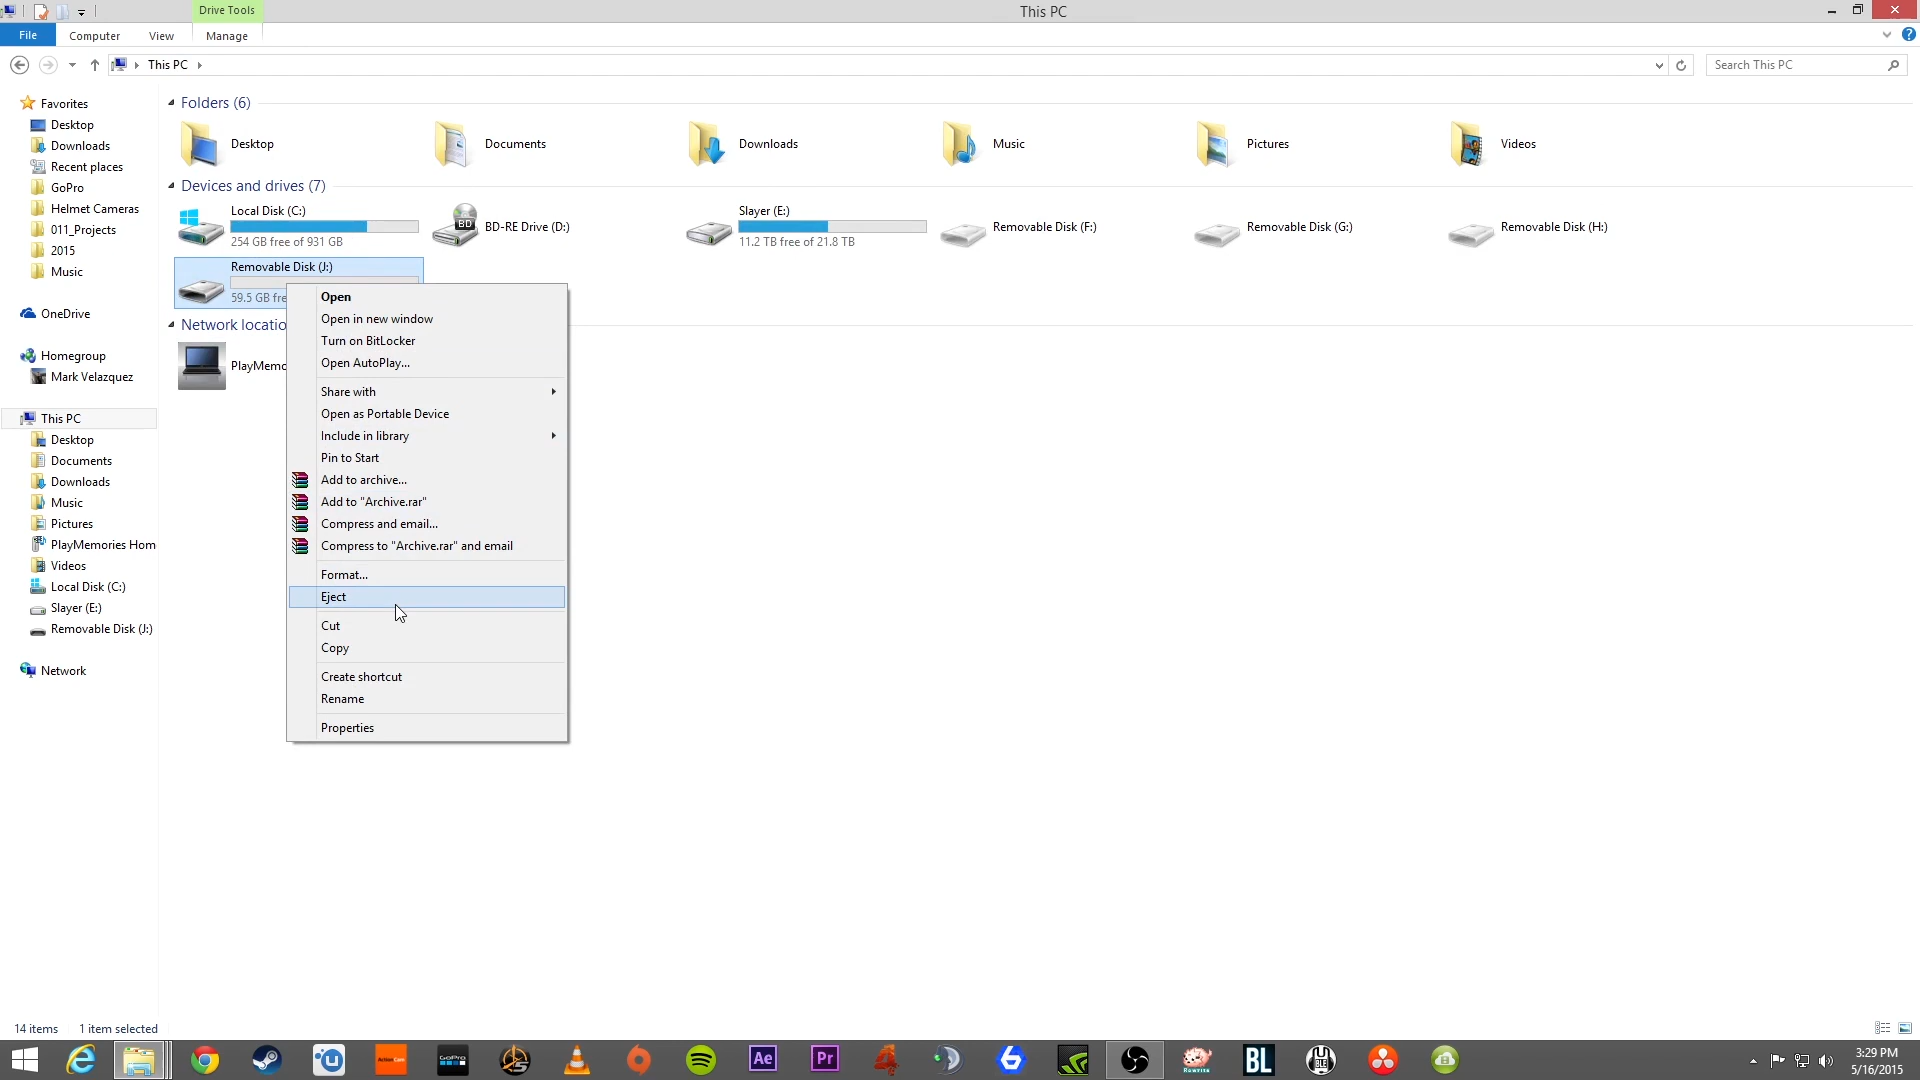 Drive Tools
This PC
File
Computer
View
Manage
This PC
Search This PC
Favorites
Desktop
Downloads
Recent places
GoPro
Helmet Cameras
011_Projects
2015
Music
OneDrive
Homegroup
Mark Velazquez
This PC
Desktop
Documents
Downloads
Music
Pictures
PlayMemories Hom
Videos
Local Disk (C:)
Slayer (E:)
Removable Disk (J:)
Network
Folders (6)
Desktop
Documents
Downloads
Music
Pictures
Videos
Devices and drives (7)
Local Disk (C:)
254 GB free of 931 GB
BD
BD-RE Drive (D:)
Slayer (E:)
11.2 TB free of 21.8 TB
Removable Disk (F:)
Removable Disk (G:)
Removable Disk (H:)
Removable Disk (J:)
59.5 GB fre
Network locatio
PlayMemo
Open
Open in new window
Turn on BitLocker
Open AutoPlay...
Share with
Open as Portable Device
Include in library
Pin to Start
Add to archive...
Add to "Archive.rar"
Compress and email...
Compress to "Archive.rar" and email
Format...
Eject
Cut
Copy
Create shortcut
Rename
Properties
14 items
1 item selected
ActionCam
GoPro
Ae
Pr
Rewrite
BL
3:29 PM
5/16/2015